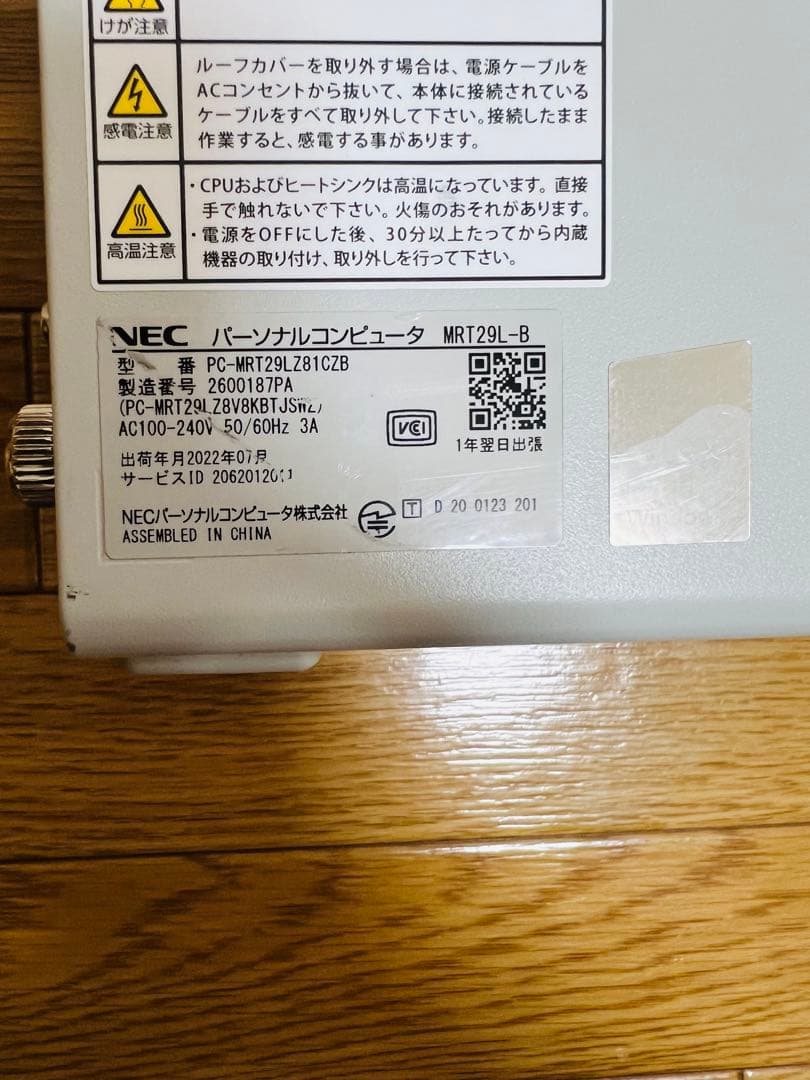 けが注意
感電注意
ルーフカバーを取り外す場合は、電源ケーブルを
ACコンセントから抜いて、本体に接続されている
ケーブルをすべて取り外して下さい。接続したまま
作業すると、感電する事があります。
高温注意
・CPUおよびヒートシンクは高温になっています。直接
手で触れないで下さい。火傷のおそれがあります。
・電源をOFFにした後、30分以上たってから内蔵
機器の取り付け、取り外しを行って下さい。
NEC パーソナルコンピュータ MRT29L-B
型 番 PC-MRT29LZ81CZB
製造番号 2600187PA
(PC-MRT29LZ8V8KBTJSWZ)
AC100-240V 50/60Hz 3A
VCCI
1年翌日出張
出荷年月2022年07月
サービスID
NECパーソナルコンピュータ株式会社
T D 20 0123 201
ASSEMBLED IN CHINA